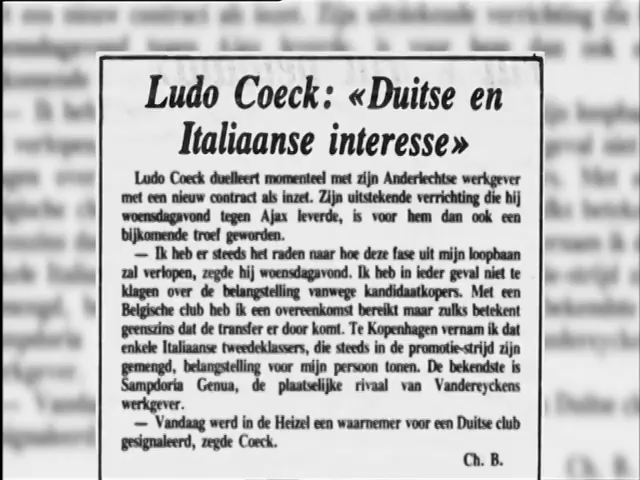 Ludo Coeck: «Duitse en
Italiaanse interesse»
Ludo Coeck duelleert momenteel met zijn Anderlechtse werkgever
met een nieuw contract als inzet. Zijn uitstekende verrichting die hij
woensdagavond tegen Ajax leverde, is voor hem dan ook een
bijkomende troef geworden.
— Ik heb er steeds het raden naar hoe deze fase uit mijn loopbaan
zal verlopen, zegde hij woensdagavond. Ik heb in ieder geval niet te
klagen over de belangstelling vanwege kandidaatkopers. Met een
Belgische club heb ik een overeenkomst bereikt maar zulks betekent
geenszins dat de transfer er door komt. Te Kopenhagen vernam ik dat
enkele Italiaanse tweedeklassers, die steeds in de promotie-strijd zijn
gemengd, belangstelling voor mijn persoon tonen. De bekendste is
Sampdoria Genua, de plaatselijke rivaal van Vandereyckens
werkgever.
— Vandaag werd in de Heizel een waarnemer voor een Duitse club
gesignaleerd, zegde Coeck.
Ch. B.